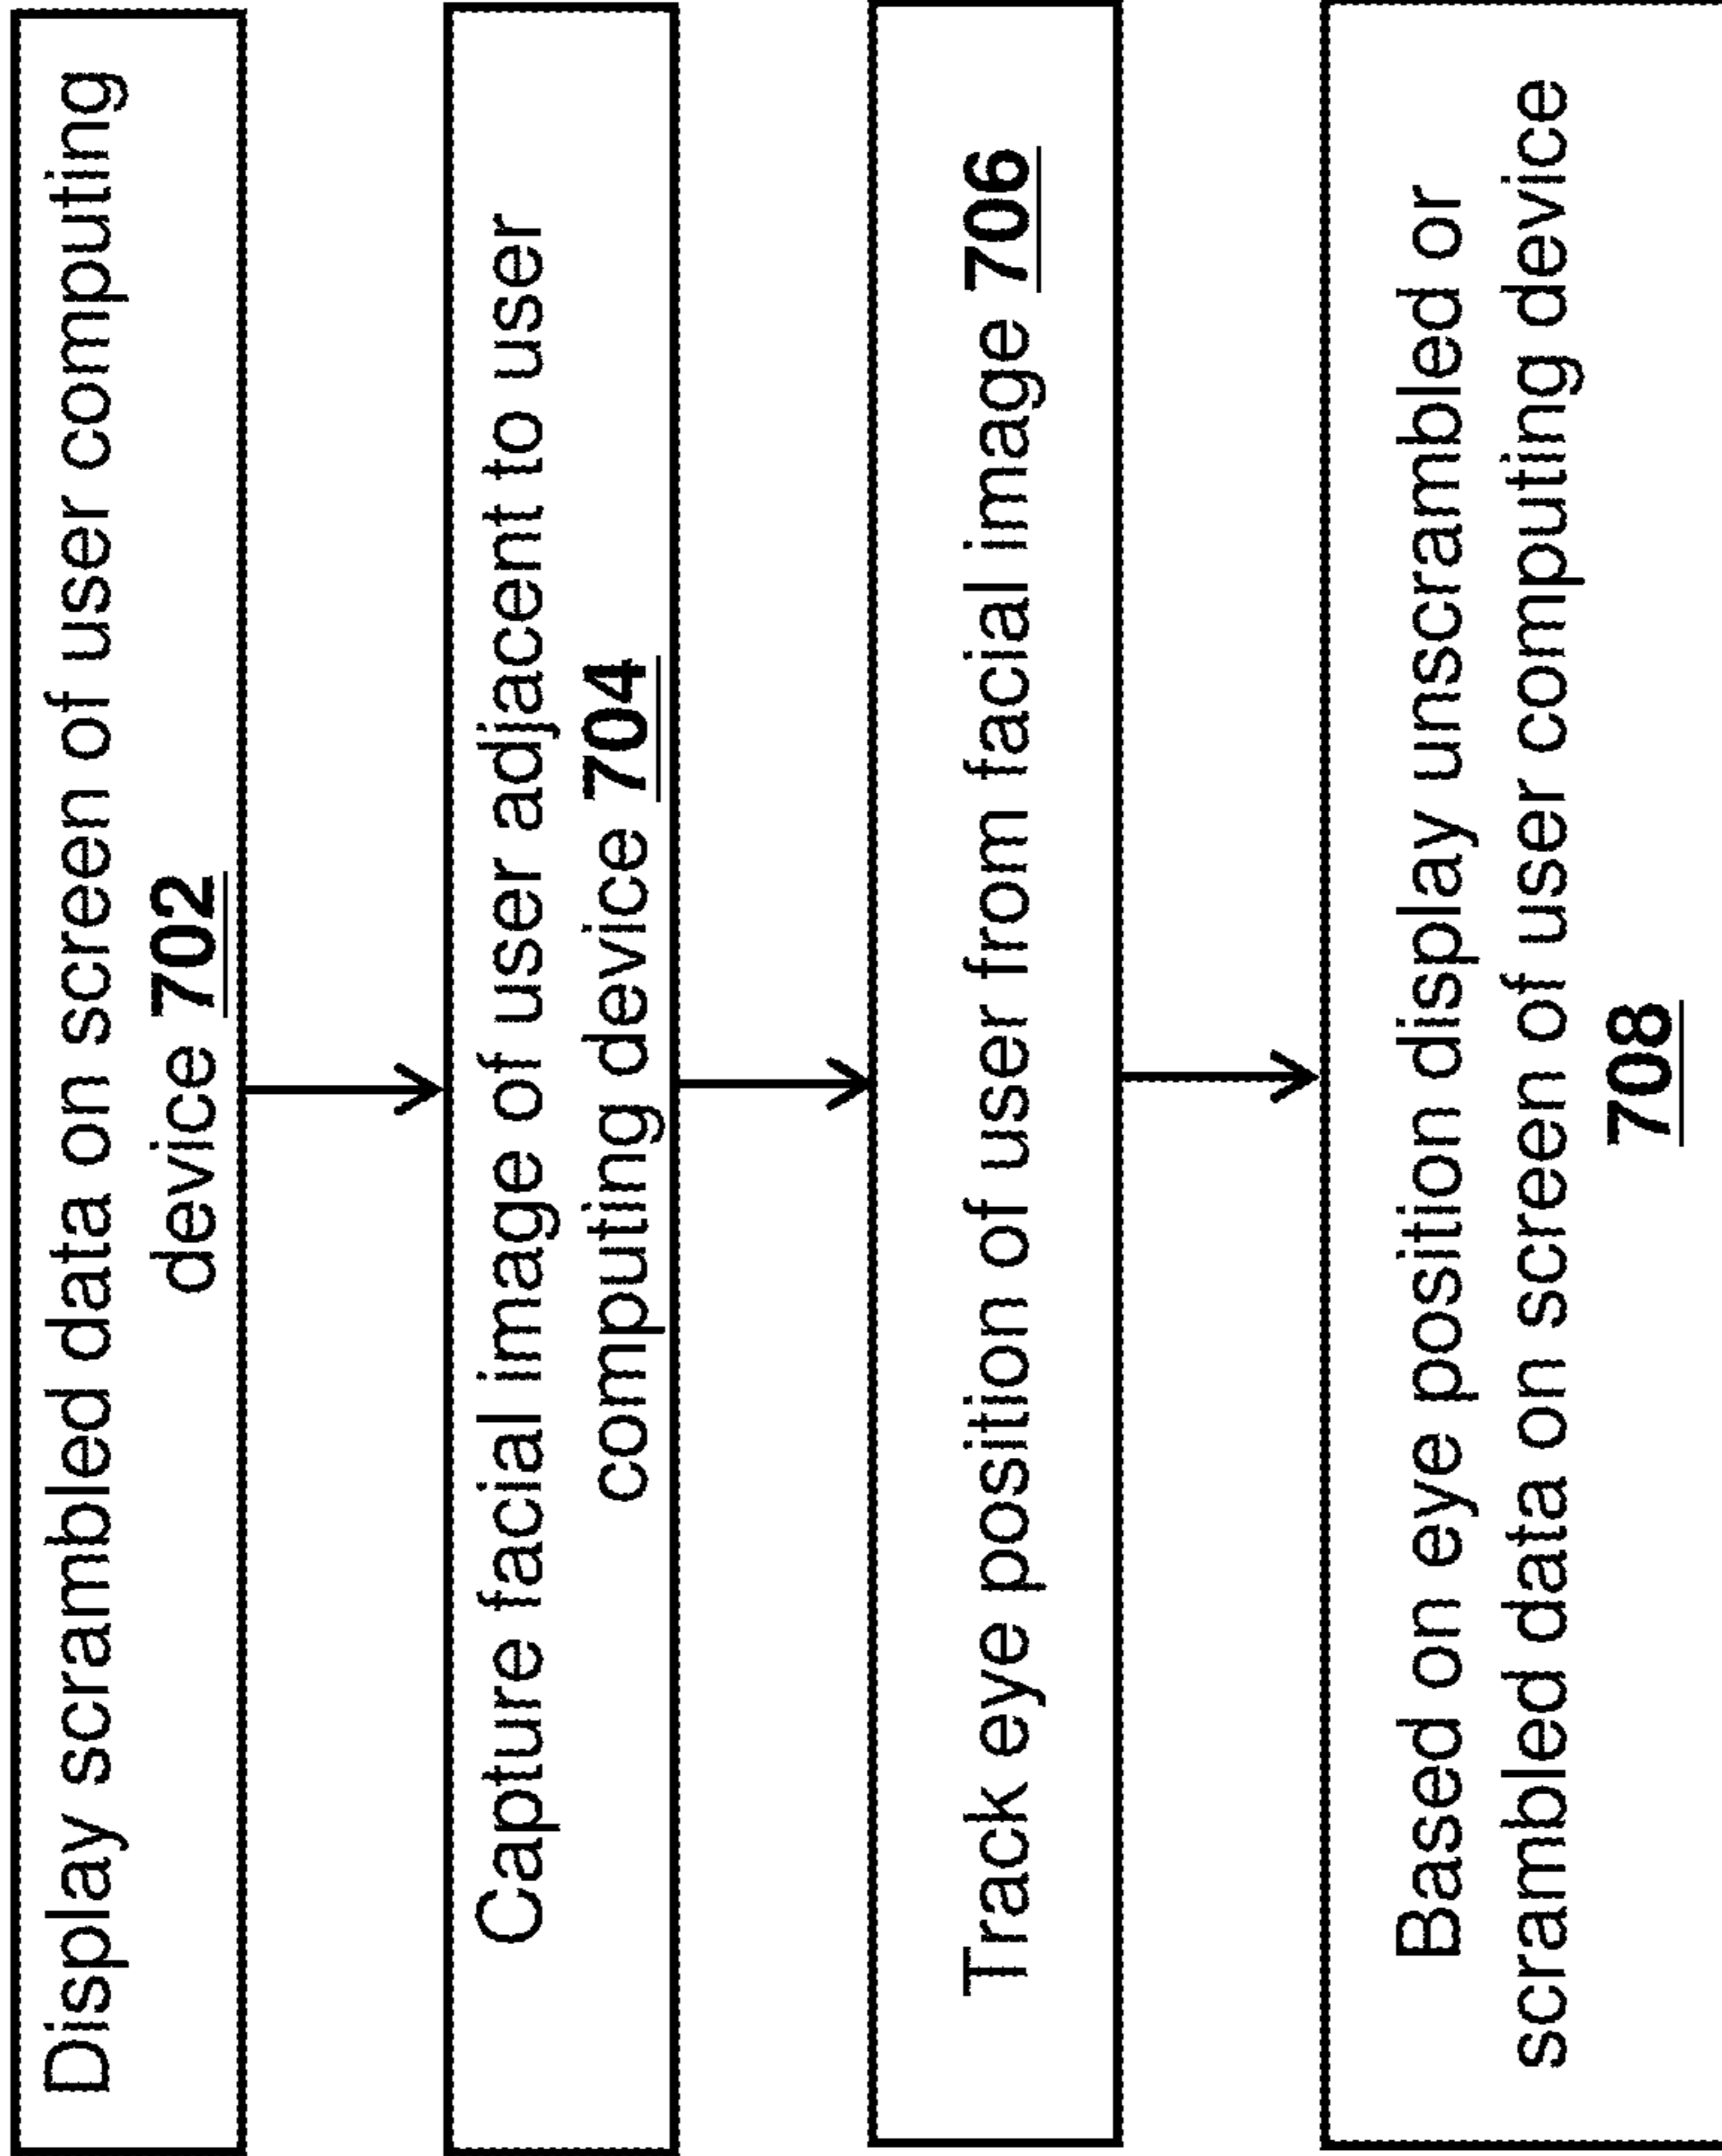 Display scrambled data on screen of user computing
device 702
Capture facial image of user adjacent to user
computing device 704
Track eye position of user from facial image 706
Based on eye position display unscrambled or
scrambled data on screen of user computing device
708